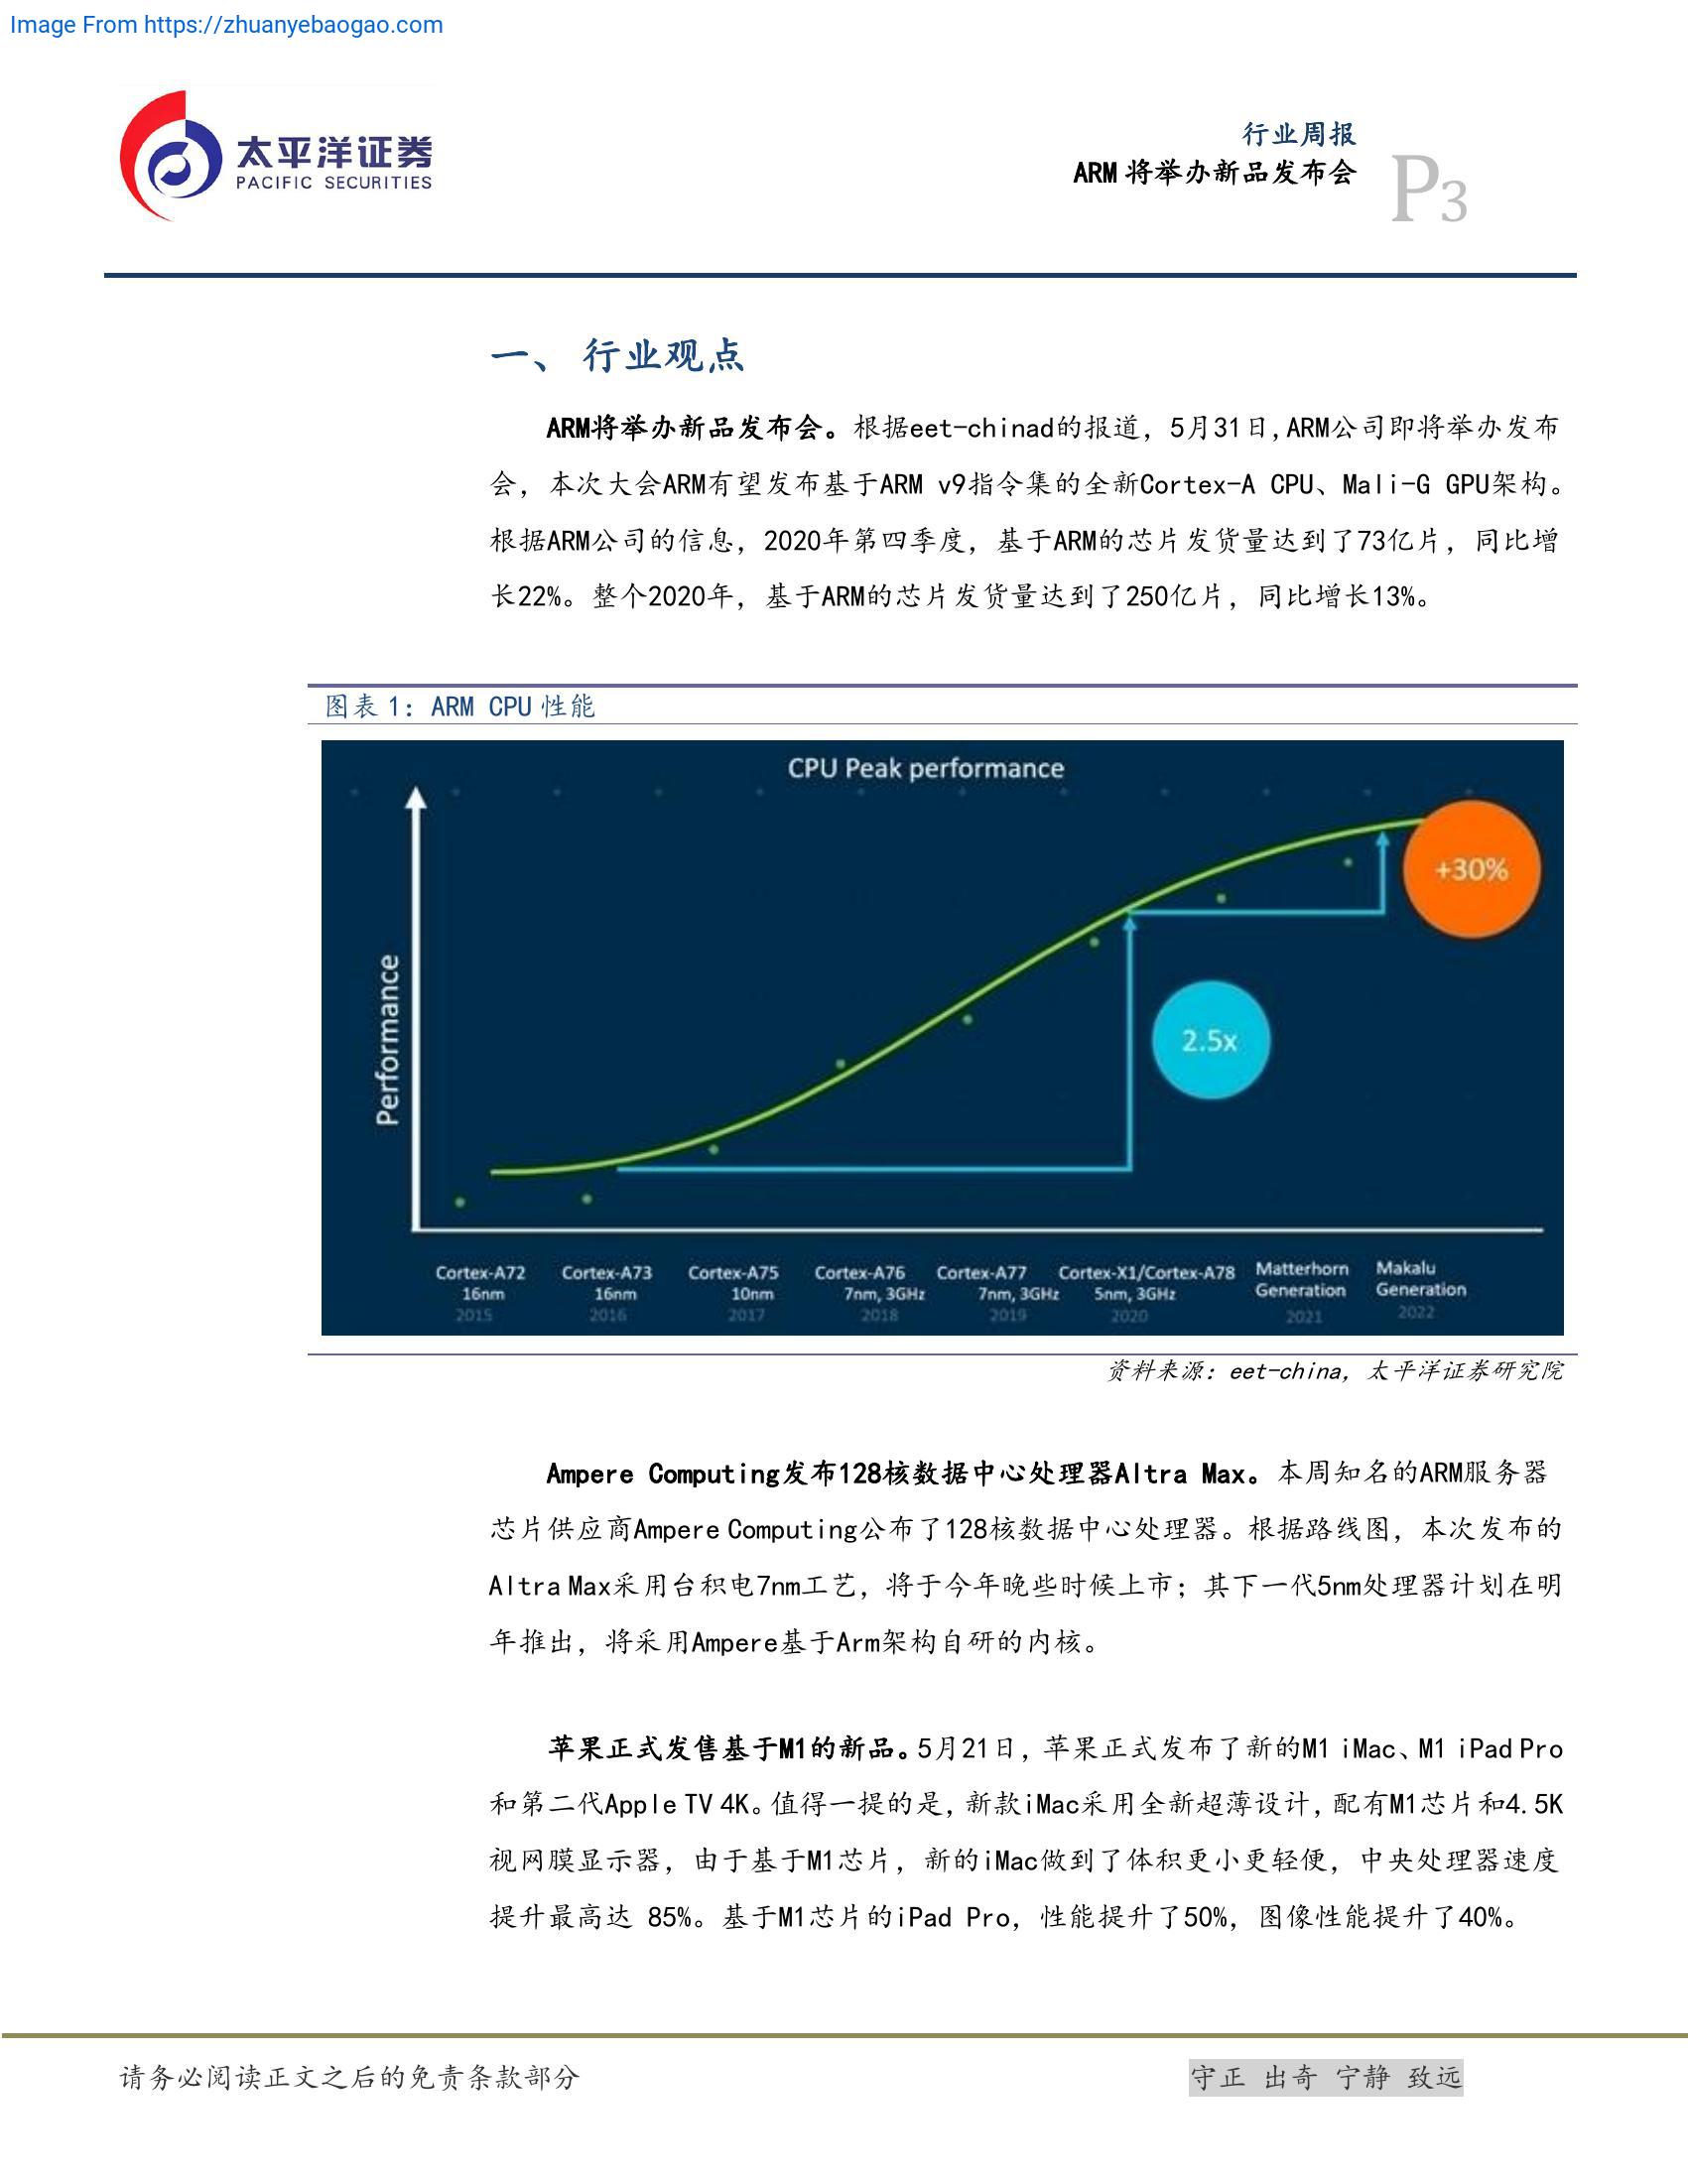 Image From https://zhuanyebaogao.com
太平洋证券
PACIFIC SECURITIES
行业周报
ARM 将举办新品发布会
P3
一、 行业观点
ARM将举办新品发布会。根据eet-chinad的报道，5月31日,ARM公司即将举办发布
会，本次大会ARM有望发布基于ARM v9指令集的全新Cortex-A CPU、Mali-G GPU架构。
根据ARM公司的信息，2020年第四季度，基于ARM的芯片发货量达到了73亿片，同比增
长22%。整个2020年，基于ARM的芯片发货量达到了250亿片，同比增长13%。
图表 1：ARM CPU 性能
CPU Peak performance
Performance
+30%
2.5x
Cortex-A72 Cortex-A73 Cortex-A75 Cortex-A76 Cortex-A77 Cortex-X1/Cortex-A78 Matterhorn Makalu
16nm 16nm 10nm 7nm, 3GHz 7nm, 3GHz 5nm, 3GHz Generation Generation
2015 2016 2017 2018 2019 2020 2021 2022
资料来源：eet-china，太平洋证券研究院
Ampere Computing发布128核数据中心处理器Altra Max。本周知名的ARM服务器
芯片供应商Ampere Computing公布了128核数据中心处理器。根据路线图，本次发布的
Altra Max采用台积电7nm工艺，将于今年晚些时候上市；其下一代5nm处理器计划在明
年推出，将采用Ampere基于Arm架构自研的内核。
苹果正式发售基于M1的新品。5月21日，苹果正式发布了新的M1 iMac、M1 iPad Pro
和第二代Apple TV 4K。值得一提的是，新款iMac采用全新超薄设计，配有M1芯片和4.5K
视网膜显示器，由于基于M1芯片，新的iMac做到了体积更小更轻便，中央处理器速度
提升最高达 85%。基于M1芯片的iPad Pro，性能提升了50%，图像性能提升了40%。
请务必阅读正文之后的免责条款部分
守正 出奇 宁静 致远